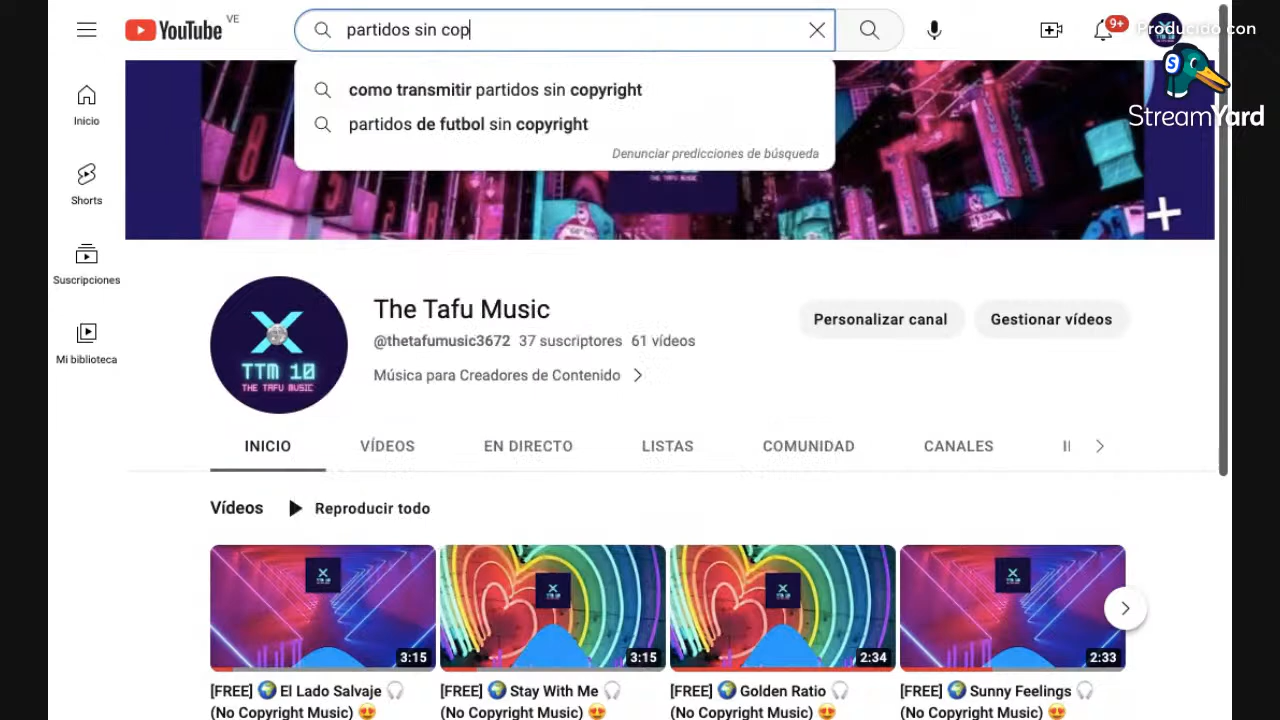 YouTube VE
partidos sin cop
9+
Producido con
StreamYard
como transmitir partidos sin copyright
partidos de futbol sin copyright
Denunciar predicciones de búsqueda
Inicio
Shorts
Suscripciones
Mi biblioteca
THE TAFU MUSIC
TTM 10
THE TAFU MUSIC
The Tafu Music
@thetafumusic3672 37 suscriptores 61 vídeos
Música para Creadores de Contenido
Personalizar canal
Gestionar vídeos
INICIO VÍDEOS EN DIRECTO LISTAS COMUNIDAD CANALES
Vídeos Reproducir todo
3:15
3:15
2:34
2:33
[FREE] 🌍 El Lado Salvaje 🎧
(No Copyright Music) 😍
[FREE] 🌍 Stay With Me 🎧
(No Copyright Music) 😍
[FREE] 🌍 Golden Ratio 🎧
(No Copyright Music) 😍
[FREE] 🌍 Sunny Feelings 🎧
(No Copyright Music) 😍